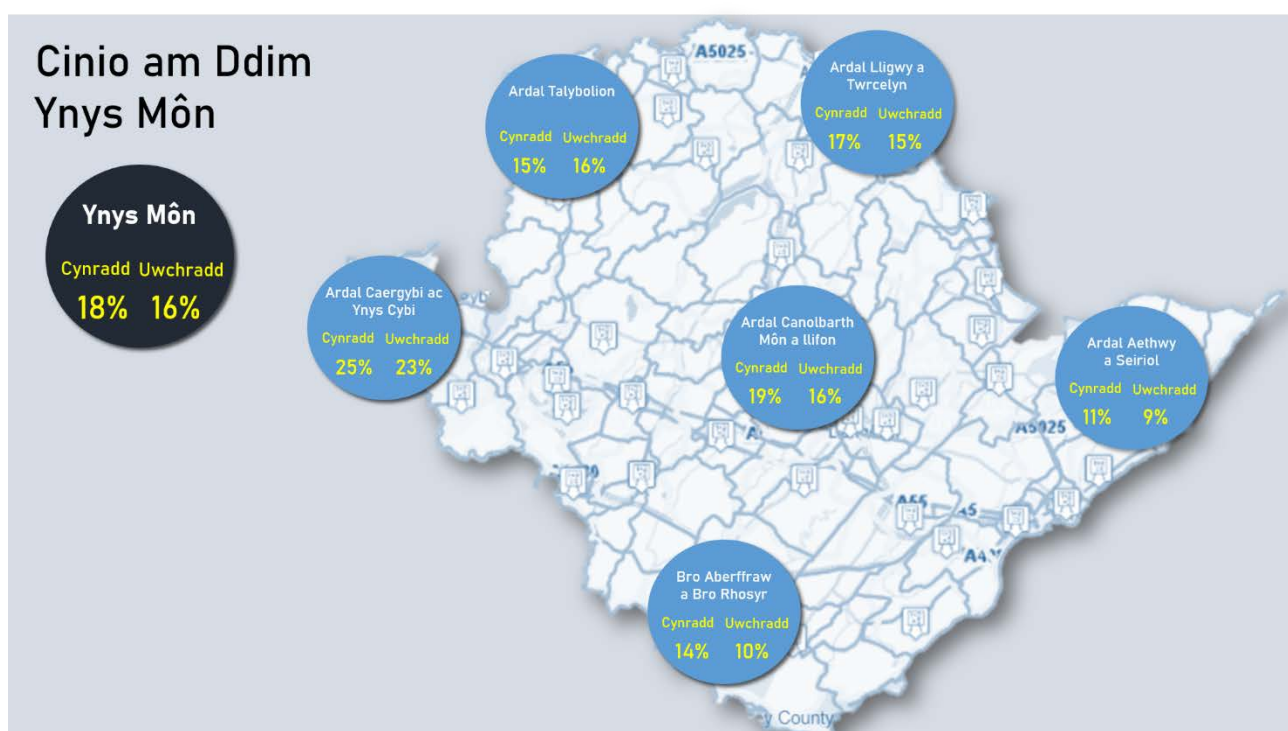 Cinio am Ddim
Ynys Môn
Ynys Môn
Cynradd Uwchradd
18% 16%
Ardal Talybolion
Cynradd Uwchradd
15% 16%
A5025
Ardal Lligwy a
Twrcelyn
Cynradd Uwchradd
17% 15%
Ardal Caergybi ac
Ynys Cybi
Cynradd Uwchradd
25% 23%
Ardal Canolbarth
Môn a llifon
Cynradd Uwchradd
19% 16%
Ardal Aethwy
a Seiriol
Cynradd Uwchradd
11% 9%
A5025
A55
A5
Bro Aberffraw
a Bro Rhosyr
Cynradd Uwchradd
14% 10%
y County